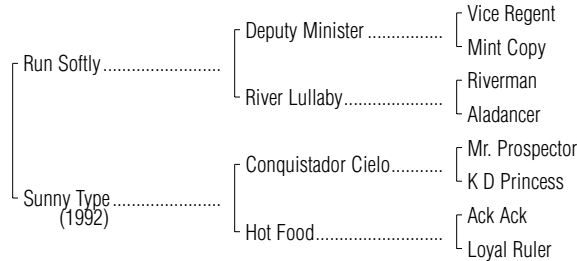 Vice Regent
Deputy Minister ................
Mint Copy
Run Softly.........................
Riverman
River Lullaby.....................
Aladancer
Mr. Prospector
Conquistador Cielo...........
K D Princess
Sunny Type.......................
(1992)
Ack Ack
Hot Food...........................
Loyal Ruler